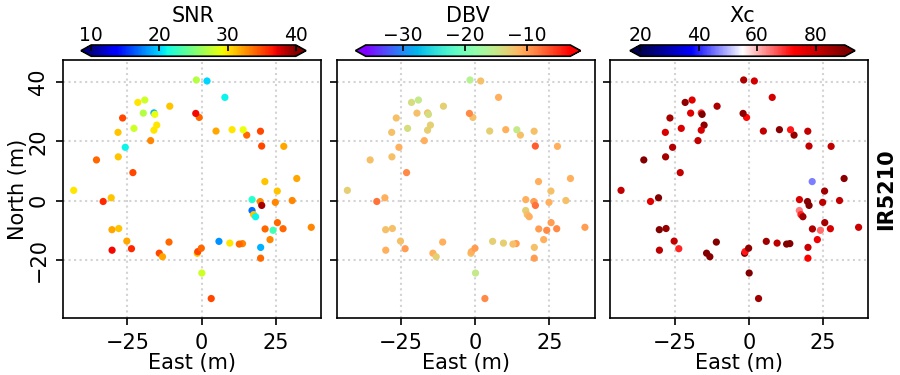 SNR DBV Xc
10 20 30 40 −30 −20 −10 20 40 60 80
40
20
0
−20
North (m)
IR5210
−25 0 25 −25 0 25 −25 0 25
East (m) East (m) East (m)